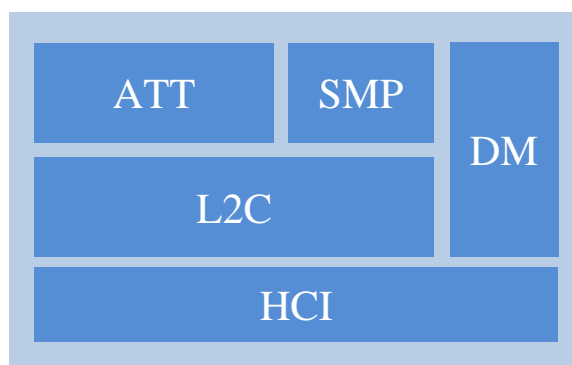 ATT
SMP
DM
L2C
HCI